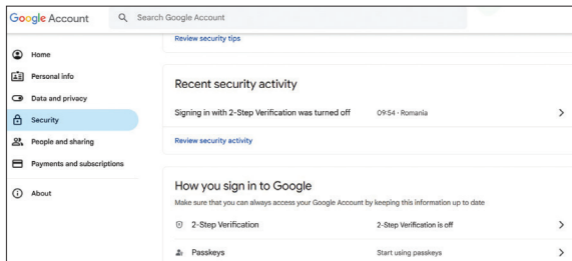 Google Account
Search Google Account
Review security tips
Home
Personal info
Data and privacy
Security
People and sharing
Payments and subscriptions
About
Recent security activity
Signing in with 2-Step Verification was turned off 09:54 - Romania
Review security activity
How you sign in to Google
Make sure that you can always access your Google Account by keeping this information up to date
2-Step Verification 2-Step Verification is off
Passkeys Start using passkeys